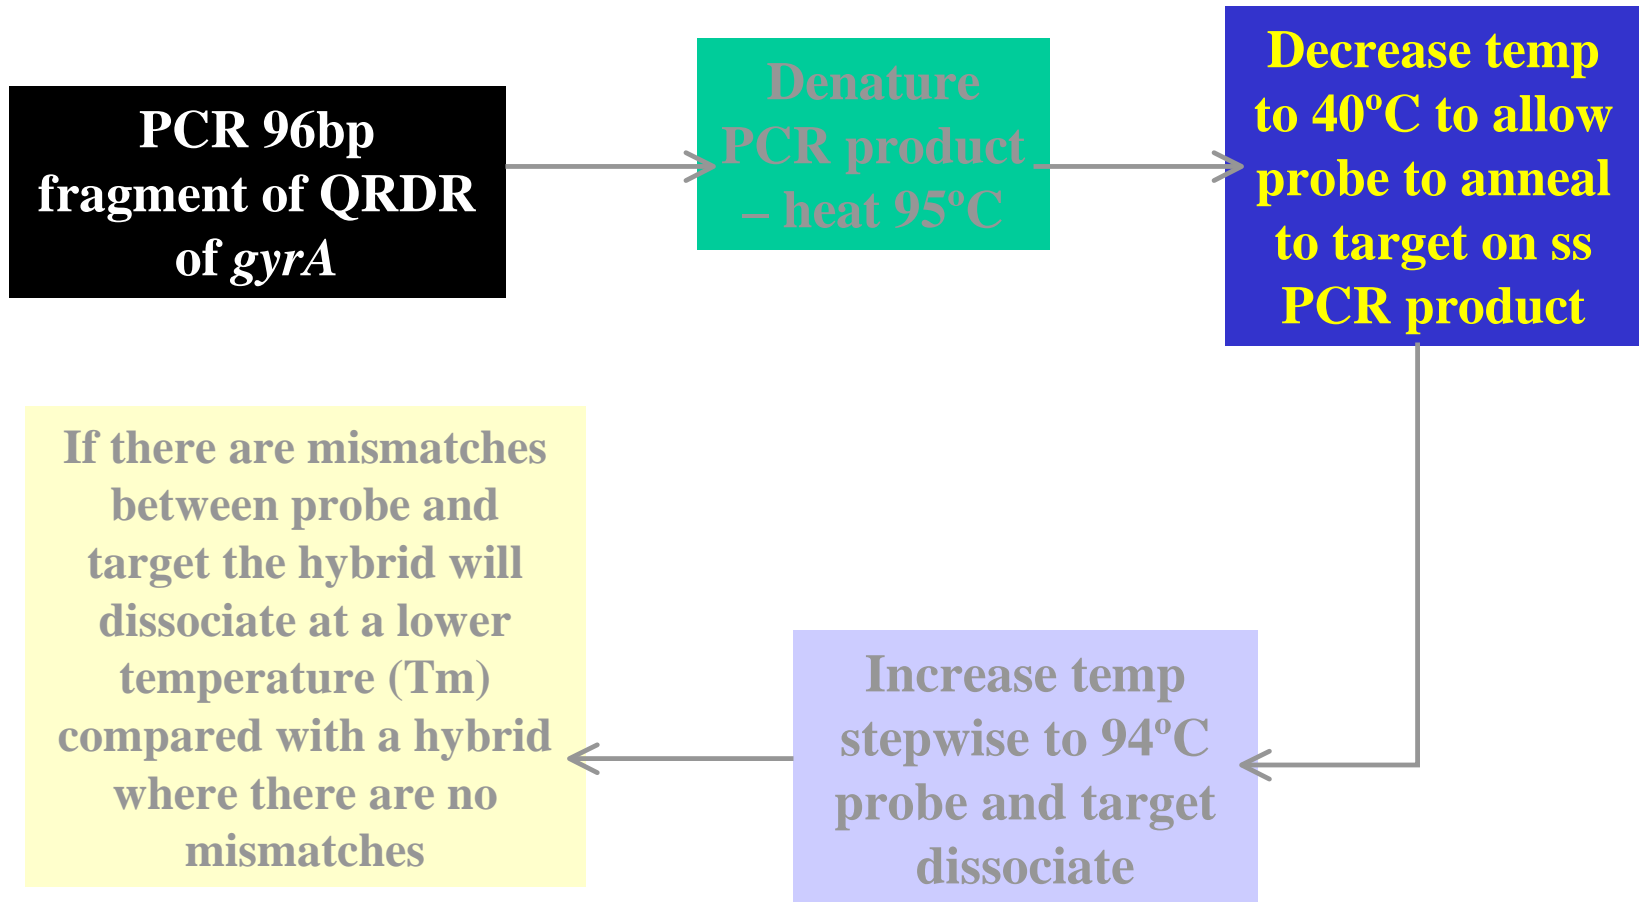 PCR 96bp
fragment of QRDR
of gyrA
Denature
PCR product
– heat 95ºC
Decrease temp
to 40ºC to allow
probe to anneal
to target on ss
PCR product
Increase temp
stepwise to 94ºC
probe and target
dissociate
If there are mismatches
between probe and
target the hybrid will
dissociate at a lower
temperature (Tm)
compared with a hybrid
where there are no
mismatches